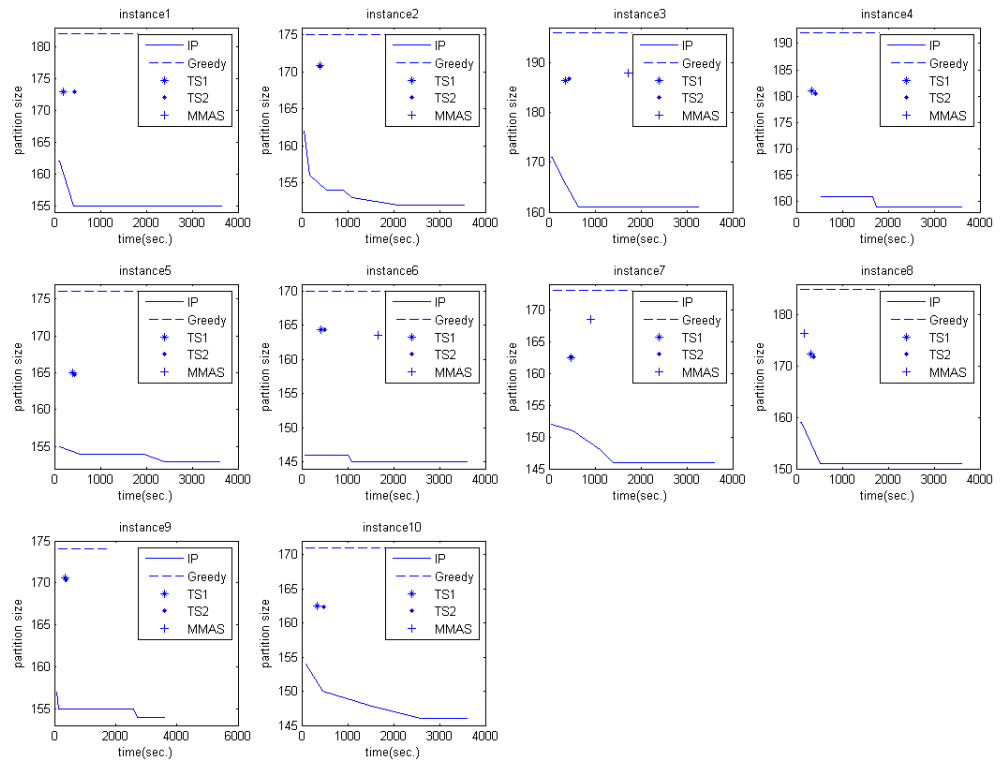 instance1
partition size
182
180
175
170
165
160
155
IP
Greedy
TS1
TS2
MMAS
0
1000
2000
3000
4000
time(sec.)
instance2
partition size
175
170
165
160
155
IP
Greedy
TS1
TS2
MMAS
0
1000
2000
3000
4000
time(sec.)
instance3
partition size
190
180
170
160
IP
Greedy
TS1
TS2
MMAS
0
1000
2000
3000
4000
time(sec.)
instance4
partition size
190
185
180
175
170
165
160
IP
Greedy
TS1
TS2
MMAS
0
1000
2000
3000
4000
time(sec.)
instance5
partition size
175
170
165
160
155
IP
Greedy
TS1
TS2
MMAS
0
1000
2000
3000
4000
time(sec.)
instance6
partition size
170
165
160
155
150
145
IP
Greedy
TS1
TS2
MMAS
0
1000
2000
3000
4000
time(sec.)
instance7
partition size
170
165
160
155
150
145
IP
Greedy
TS1
TS2
MMAS
0
1000
2000
3000
4000
time(sec.)
instance8
partition size
180
170
160
150
IP
Greedy
TS1
TS2
MMAS
0
1000
2000
3000
4000
time(sec.)
instance9
partition size
175
170
165
160
155
IP
Greedy
TS1
TS2
MMAS
0
2000
4000
6000
time(sec.)
instance10
partition size
170
165
160
155
150
145
IP
Greedy
TS1
TS2
MMAS
0
1000
2000
3000
4000
time(sec.)